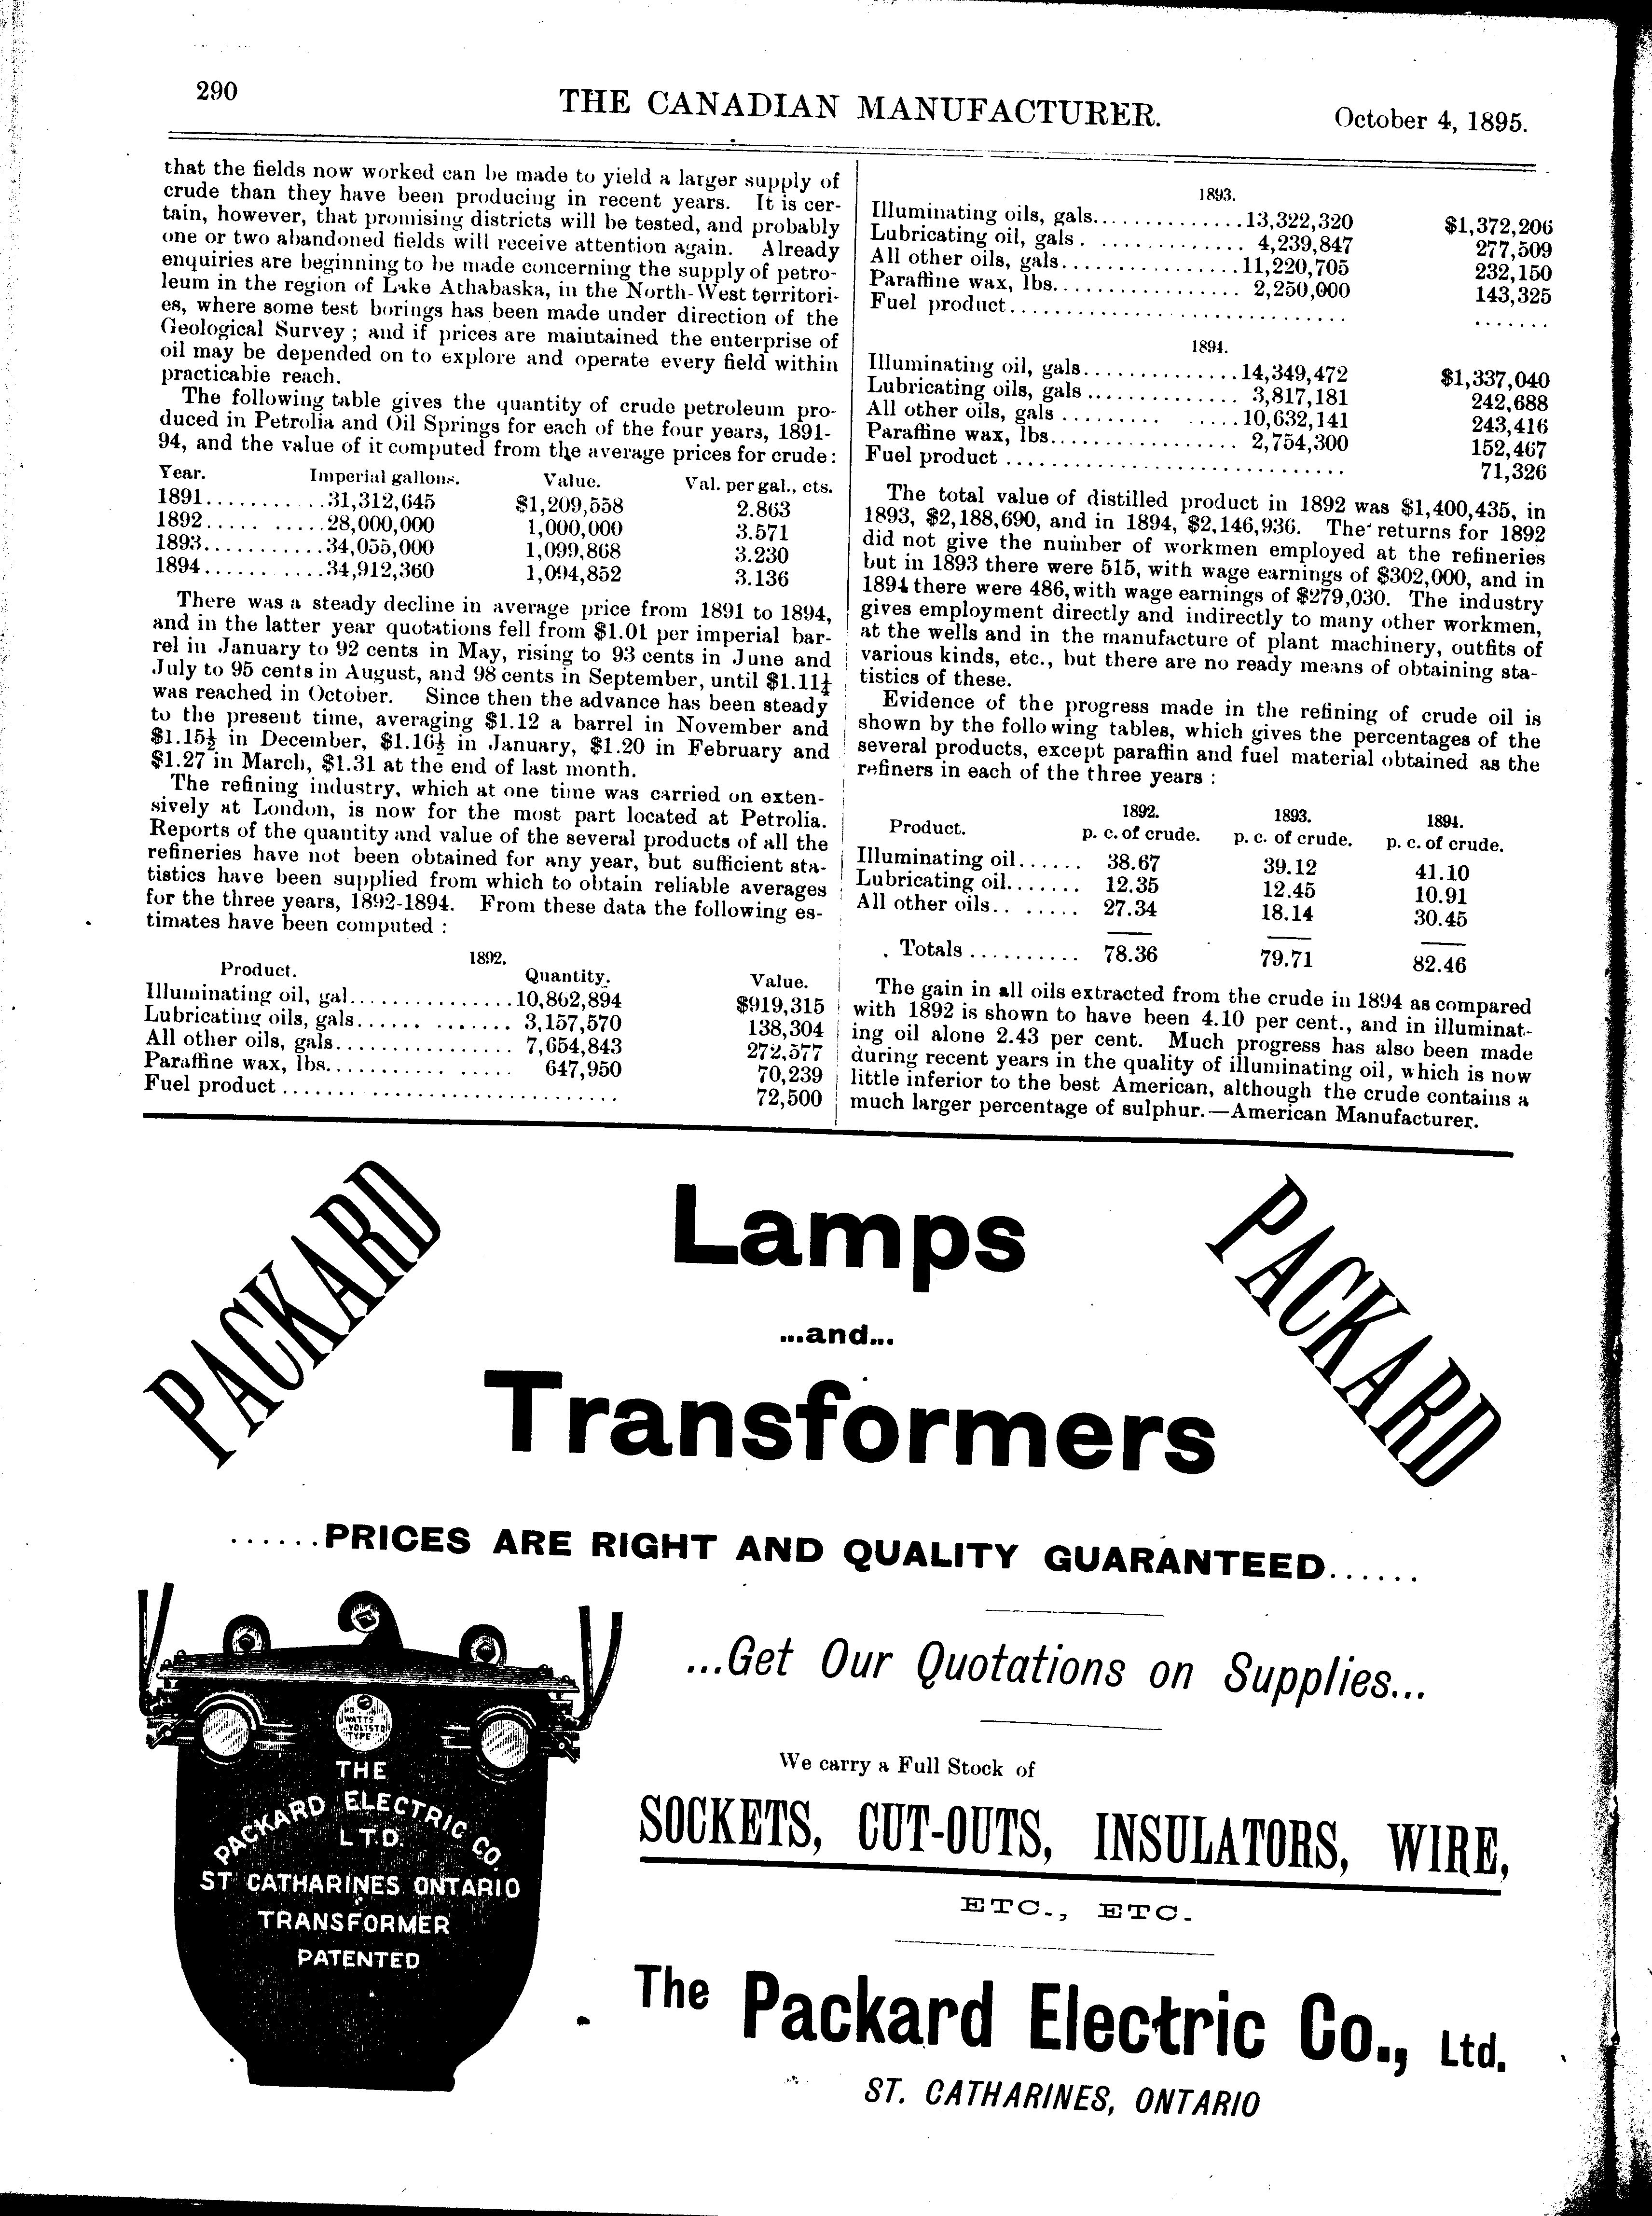 290
THE CANADIAN MANUFACTURER.
October 4, 1895.
that the fields now worked can be made to yield a larger supply of
crude than they have been producing in recent years. It is cer-
tain, however, that promising districts will be tested, and probably
one or two abandoned fields will receive attention again. Already
enquiries are beginning to be made concerning the supply of petro-
leum in the region of Lake Athabaska, in the North-West territori-
es, where some test borings has been made under direction of the
Geological Survey ; and if prices are maintained the enterprise of
oil may be depended on to explore and operate every field within
practicable reach.
The following table gives the quantity of crude petroleum pro-
duced in Petrolia and Oil Springs for each of the four years, 1891-
94, and the value of it computed from the average prices for crude:
Year. Imperial gallons. Value. Val. per gal., cts.
1891...........31,312,645 $1,209,558 2.863
1892..... .....28,000,000 1,000,000 3.571
1893...........34,055,000 1,099,868 3.230
1894...... ....34,912,360 1,094,852 3.136
There was a steady decline in average price from 1891 to 1894,
and in the latter year quotations fell from $1.01 per imperial bar-
rel in January to 92 cents in May, rising to 93 cents in June and
July to 95 cents in August, and 98 cents in September, until $1.11¼
was reached in October. Since then the advance has been steady
to the present time, averaging $1.12 a barrel in November and
$1.15½ in December, $1.16½ in January, $1.20 in February and
$1.27 in March, $1.31 at the end of last month.
The refining industry, which at one time was carried on exten-
sively at London, is now for the most part located at Petrolia.
Reports of the quantity and value of the several products of all the
refineries have not been obtained for any year, but sufficient sta-
tistics have been supplied from which to obtain reliable averages
for the three years, 1892-1894. From these data the following es-
timates have been computed :
1892.
Product. Quantity. Value.
Illuminating oil, gal...............10,862,894 $919,315
Lubricating oils, gals...... ....... 3,157,570 138,304
All other oils, gals................ 7,654,843 272,577
Paraffine wax, lbs........... ..... 647,950 70,239
Fuel product ................................ 72,500
1893.
Illuminating oils, gals..............13,322,320 $1,372,206
Lubricating oil, gals. ............. 4,239,847 277,509
All other oils, gals................11,220,705 232,150
Paraffine wax, lbs................. 2,250,000 143,325
Fuel product.............................. .......
1894.
Illuminating oil, gals..............14,349,472 $1,337,040
Lubricating oils, gals .............. 3,817,181 242,688
All other oils, gals ......... .....10,632,141 243,416
Paraffine wax, lbs................. 2,754,300 152,467
Fuel product .............................. 71,326
The total value of distilled product in 1892 was $1,400,435, in
1893, $2,188,690, and in 1894, $2,146,936. The returns for 1892
did not give the number of workmen employed at the refineries
but in 1893 there were 515, with wage earnings of $302,000, and in
1894 there were 486, with wage earnings of $279,030. The industry
gives employment directly and indirectly to many other workmen,
at the wells and in the manufacture of plant machinery, outfits of
various kinds, etc., but there are no ready means of obtaining sta-
tistics of these.
Evidence of the progress made in the refining of crude oil is
shown by the following tables, which gives the percentages of the
several products, except paraffin and fuel material obtained as the
refiners in each of the three years :
1892. 1893. 1894.
Product. p. c. of crude. p. c. of crude. p. c. of crude.
Illuminating oil...... 38.67 39.12 41.10
Lubricating oil....... 12.35 12.45 10.91
All other oils.. ..... 27.34 18.14 30.45
Totals .......... 78.36 79.71 82.46
The gain in all oils extracted from the crude in 1894 as compared
with 1892 is shown to have been 4.10 per cent., and in illuminat-
ing oil alone 2.43 per cent. Much progress has also been made
during recent years in the quality of illuminating oil, which is now
little inferior to the best American, although the crude contains a
much larger percentage of sulphur.—American Manufacturer.
PACKARD
Lamps
PACKARD
...and...
Transformers
......PRICES ARE RIGHT AND QUALITY GUARANTEED......
...Get Our Quotations on Supplies...
We carry a Full Stock of
SOCKETS, CUT-OUTS, INSULATORS, WIRE,
ETC., ETC.
The Packard Electric Co., Ltd.
ST. CATHARINES, ONTARIO
WATTS
TYPE
THE
PACKARD ELECTRIC CO.
LTD.
ST CATHARINES ONTARIO
TRANSFORMER
PATENTED